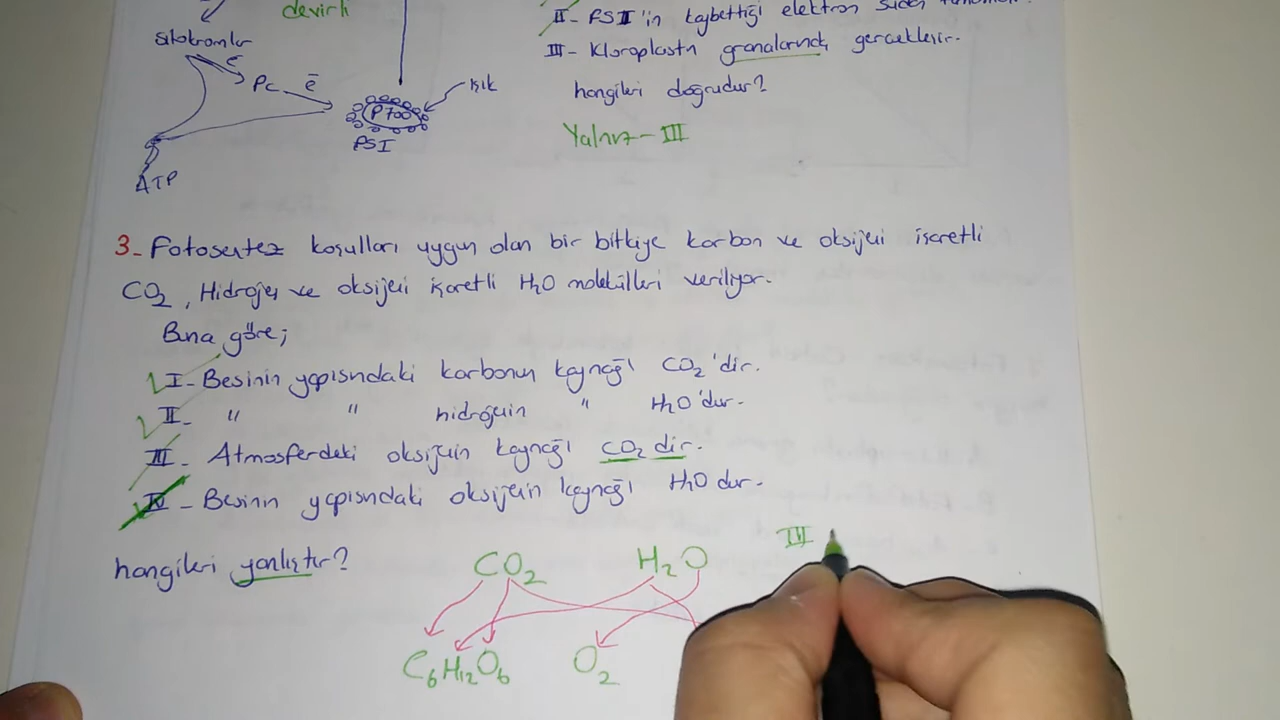 devirli
II- PSII'in kaybettiği elektron
III- Kloroplastın granalarında gerçekleşir.
hangileri doğrudur?
Yalnız-III
sitokromlar
ē
Pc ē
ışık
P700
PSI
ATP
3- Fotosentez koşulları uygun olan bir bitkiye karbon ve oksijeni işaretli
CO2, Hidrojen ve oksijeni işaretli H2O molekülleri veriliyor.
Buna göre;
I- Besinin yapısındaki karbonun kaynağı CO2'dir.
II- " " hidrojenin " H2O'dur.
III- Atmosferdeki oksijenin kaynağı CO2 dir.
IV- Besinin yapısındaki oksijenin kaynağı H2O dur.
hangileri yanlıştır?
CO2 H2O
III
C6H12O6 O2